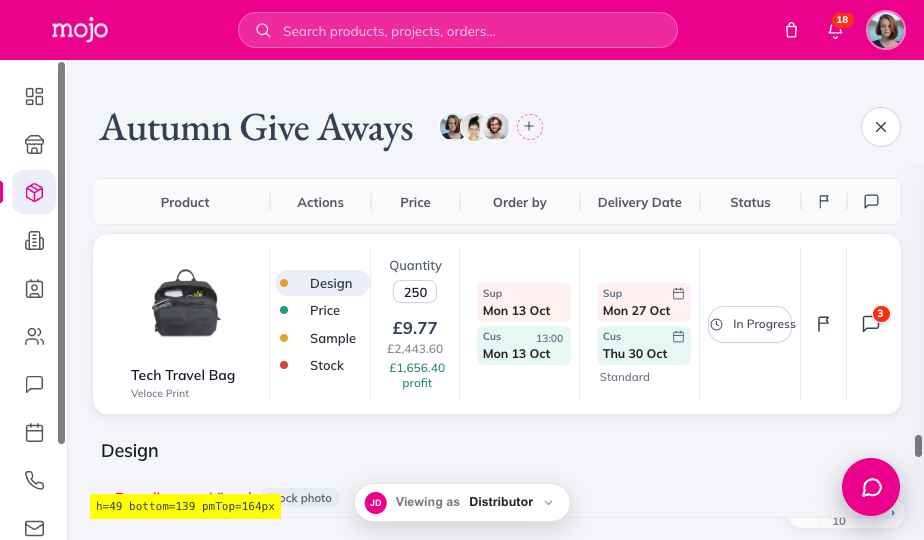 mojo
Search products, projects, orders...
18
Autumn Give Aways
Product
Actions
Price
Order by
Delivery Date
Status
Tech Travel Bag
Veloce Print
Design
Price
Sample
Stock
Quantity
250
£9.77
£2,443.60
£1,656.40
profit
Sup
Mon 13 Oct
Cus 13:00
Mon 13 Oct
Sup
Mon 27 Oct
Cus
Thu 30 Oct
Standard
In Progress
3
Design
photo
h=49 bottom=139 pmTop=164px
JD Viewing as Distributor
10